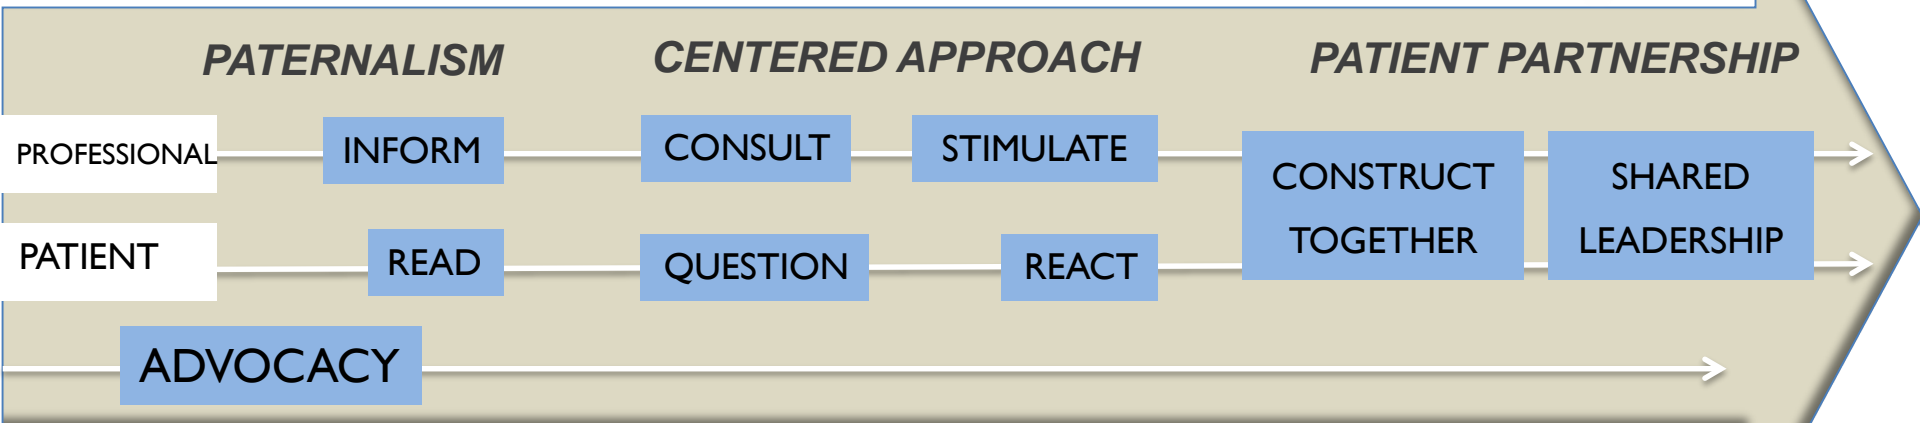 PATERNALISM CENTERED APPROACH PATIENT PARTNERSHIP
PROFESSIONAL INFORM CONSULT STIMULATE
CONSTRUCT TOGETHER
SHARED LEADERSHIP
PATIENT READ QUESTION REACT
ADVOCACY